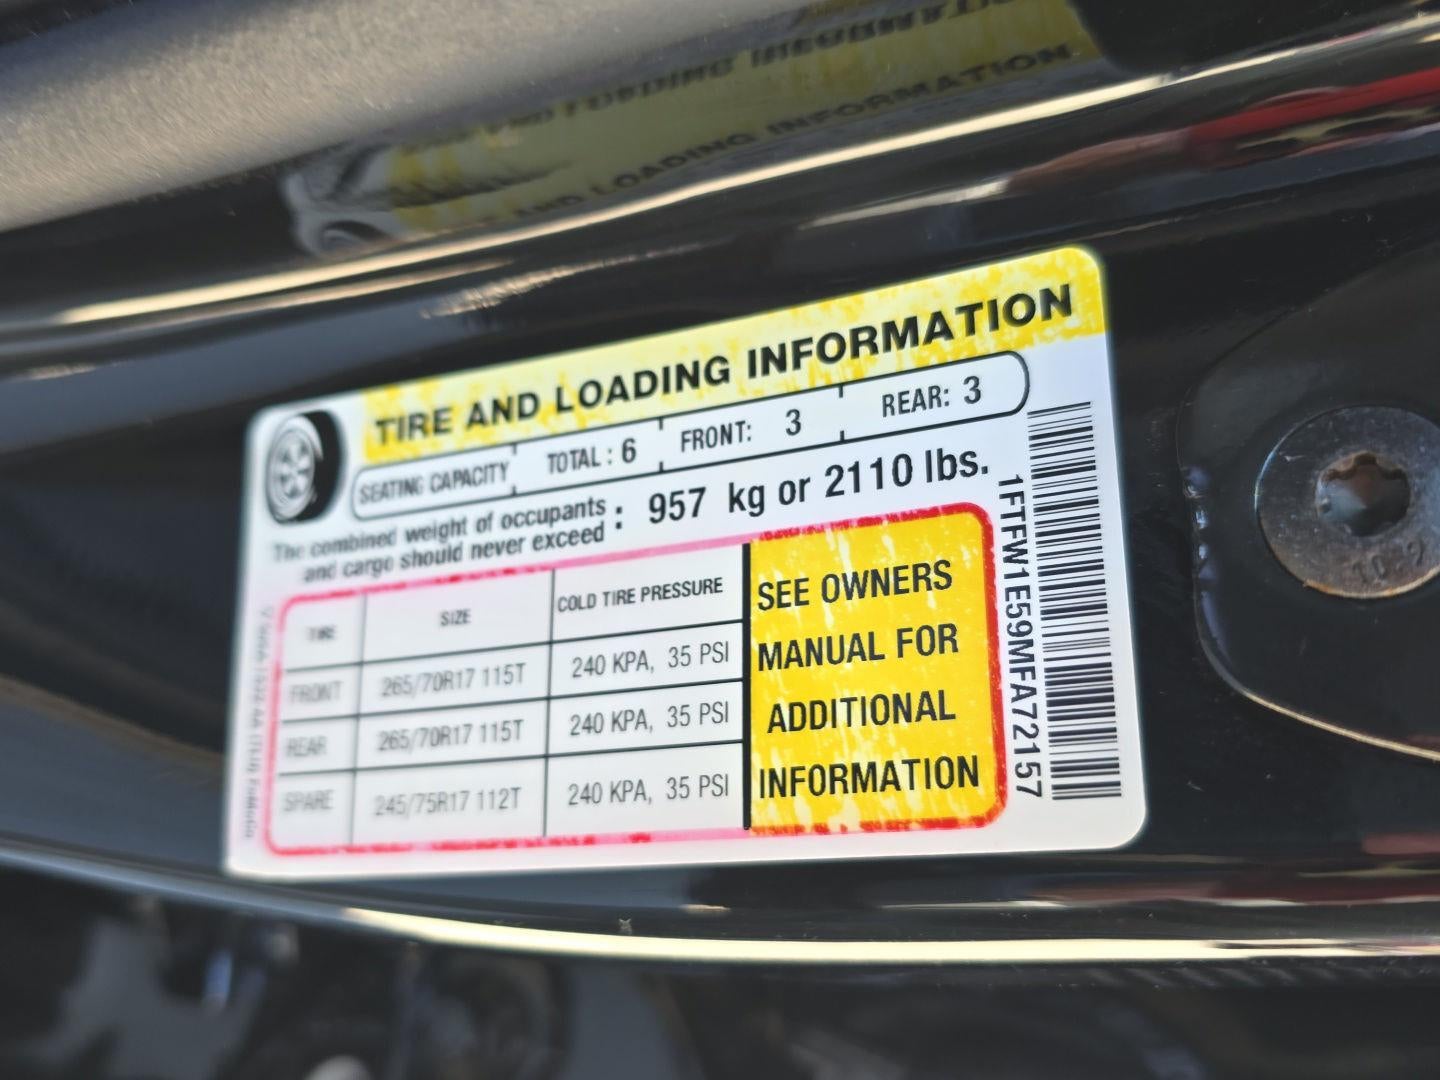 TIRE AND LOADING INFORMATION
SEATING CAPACITY TOTAL : 6 FRONT: 3 REAR: 3
The combined weight of occupants
and cargo should never exceed : 957 kg or 2110 lbs.
TIRE SIZE COLD TIRE PRESSURE
FRONT 265/70R17 115T 240 KPA, 35 PSI
REAR 265/70R17 115T 240 KPA, 35 PSI
SPARE 245/75R17 112T 240 KPA, 35 PSI
SEE OWNERS
MANUAL FOR
ADDITIONAL
INFORMATION
1FTFW1E59MFA72157